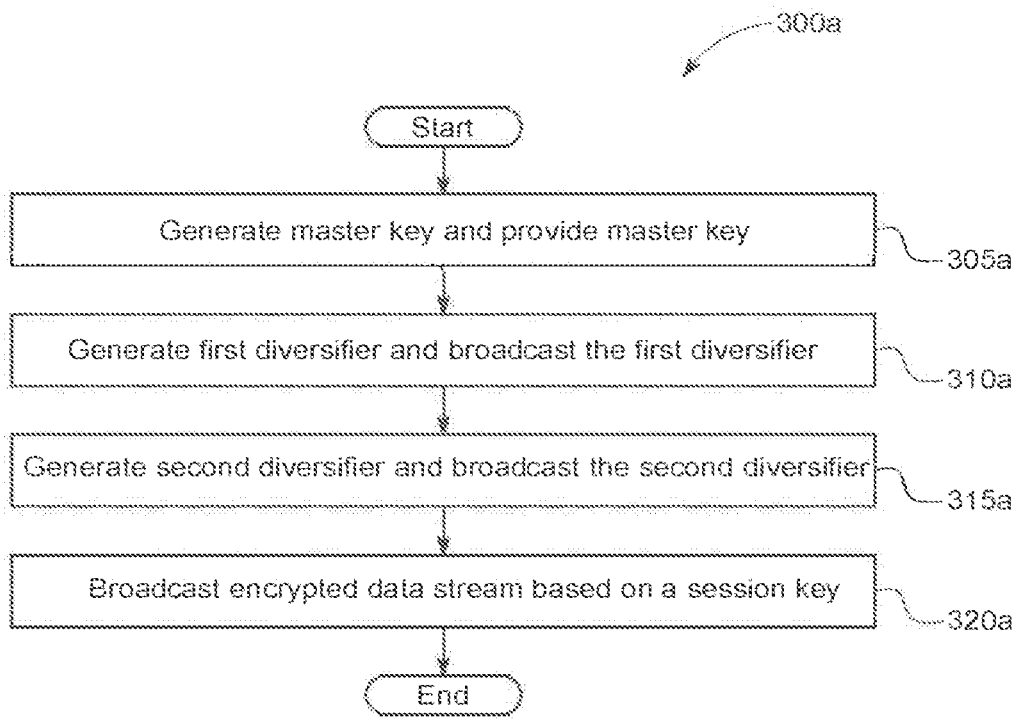 300a
Start
Generate master key and provide master key
305a
Generate first diversifier and broadcast the first diversifier
310a
Generate second diversifier and broadcast the second diversifier
315a
Broadcast encrypted data stream based on a session key
320a
End